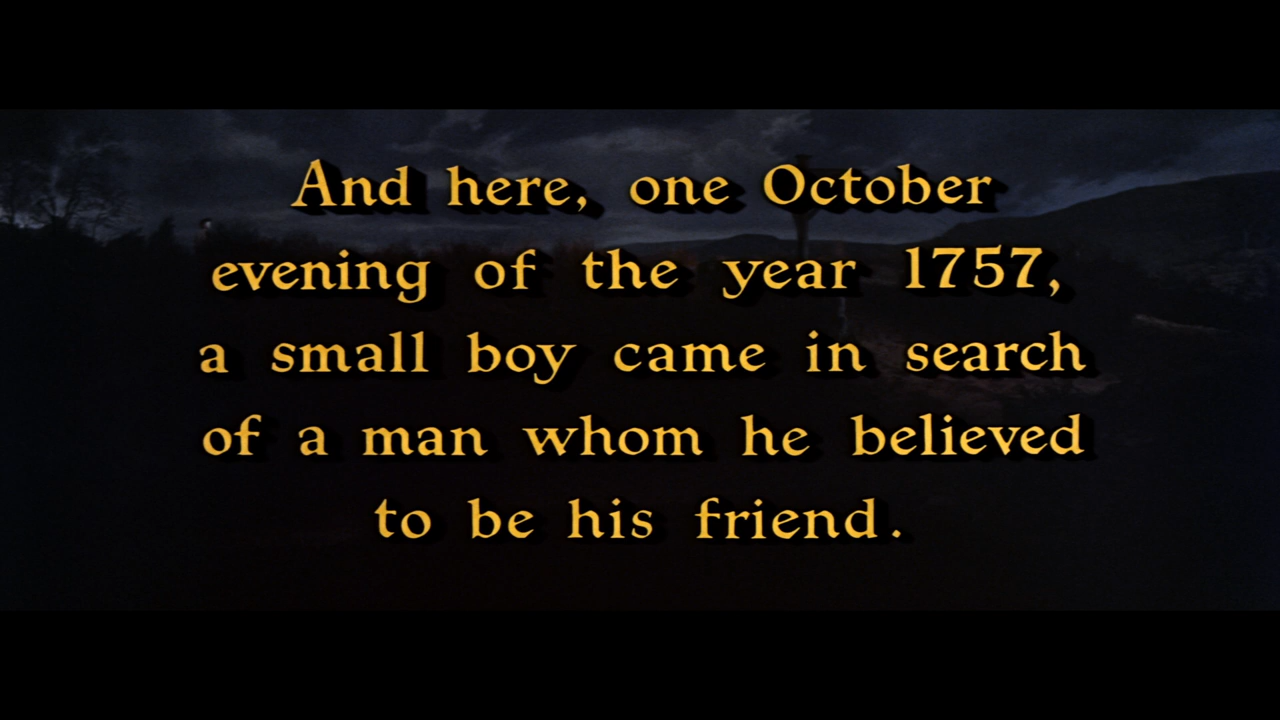 And here, one October
evening of the year 1757,
a small boy came in search
of a man whom he believed
to be his friend.